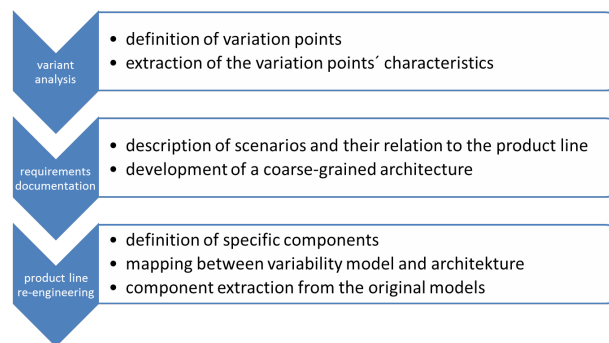 variant
analysis
• definition of variation points
• extraction of the variation points´ characteristics
requirements
documentation
• description of scenarios and their relation to the product line
• development of a coarse-grained architecture
product line
re-engineering
• definition of specific components
• mapping between variability model and architekture
• component extraction from the original models